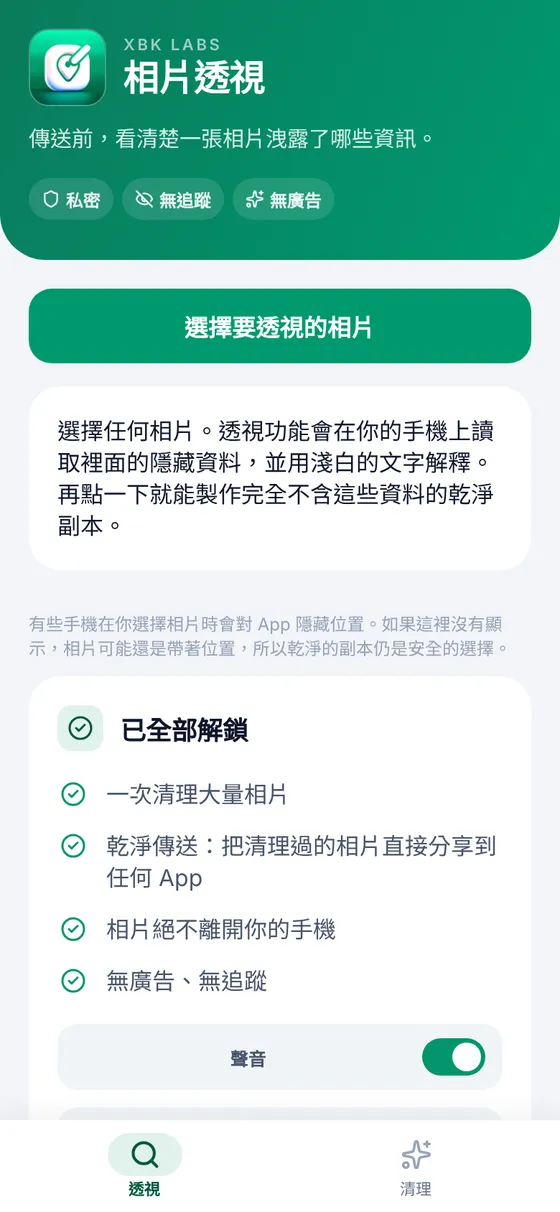 XBK LABS
相片透視
傳送前，看清楚一張相片洩露了哪些資訊。
私密
無追蹤
無廣告
選擇要透視的相片
選擇任何相片。透視功能會在你的手機上讀
取裡面的隱藏資料，並用淺白的文字解釋。
再點一下就能製作完全不含這些資料的乾淨
副本。
有些手機在你選擇相片時會對 App 隱藏位置。如果這裡沒有顯
示，相片可能還是帶著位置，所以乾淨的副本仍是安全的選擇。
已全部解鎖
一次清理大量相片
乾淨傳送：把清理過的相片直接分享到
任何 App
相片絕不離開你的手機
無廣告、無追蹤
聲音
透視
清理